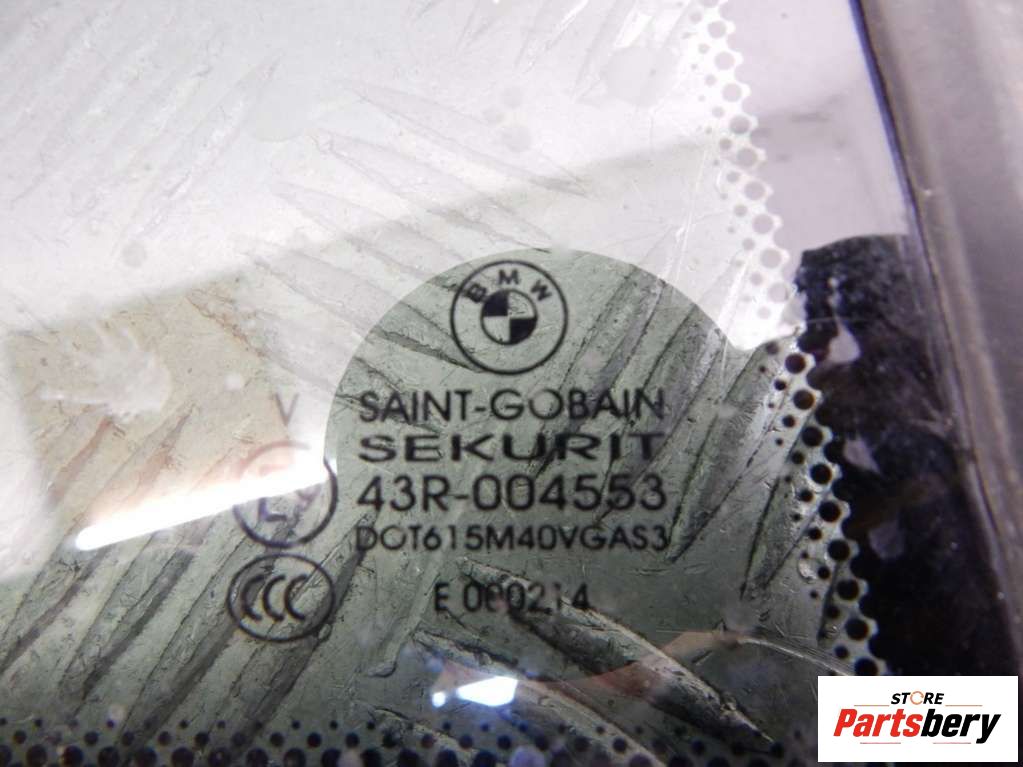 BMW
SAINT-GOBAIN
V
SEKURIT
43R-004553
DOT615M40VGAS3
CCC
E 000214
STORE
Partsbery